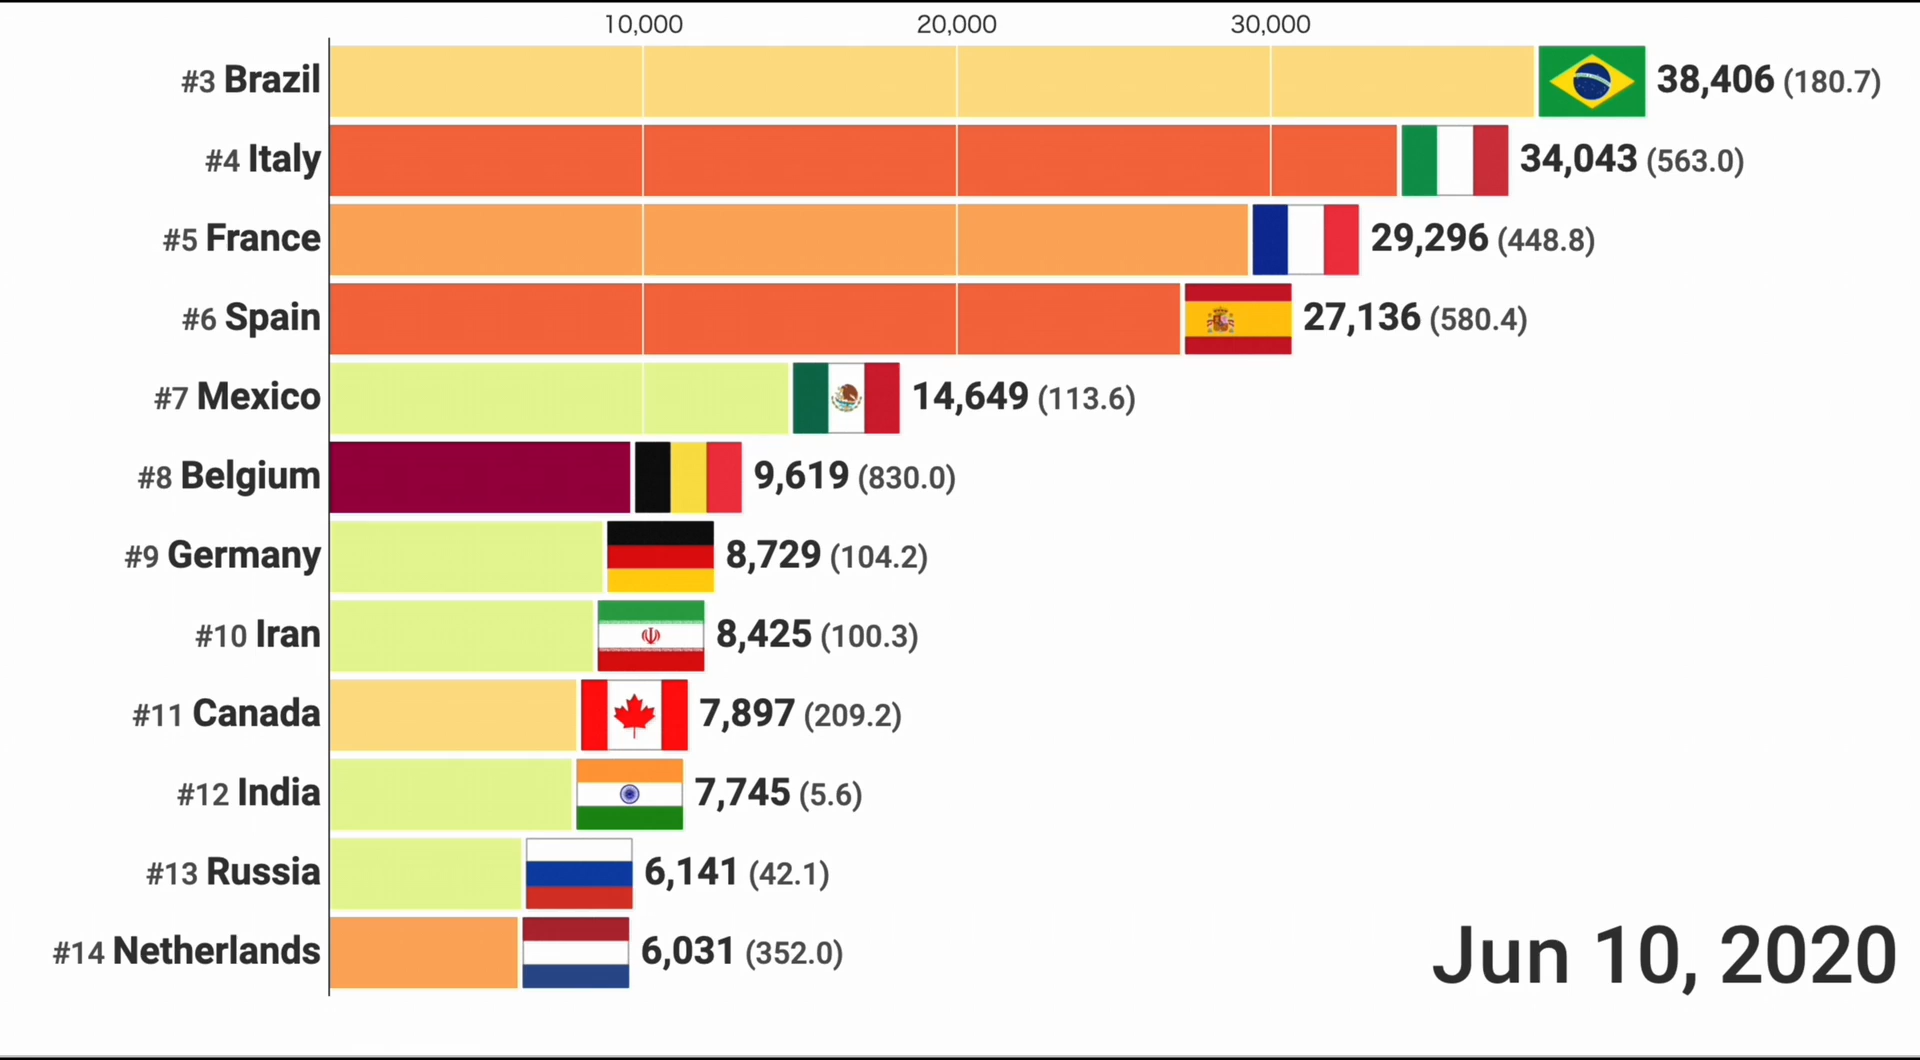 10,000 20,000 30,000
#3 Brazil 38,406 (180.7)
#4 Italy 34,043 (563.0)
#5 France 29,296 (448.8)
#6 Spain 27,136 (580.4)
#7 Mexico 14,649 (113.6)
#8 Belgium 9,619 (830.0)
#9 Germany 8,729 (104.2)
#10 Iran 8,425 (100.3)
#11 Canada 7,897 (209.2)
#12 India 7,745 (5.6)
#13 Russia 6,141 (42.1)
#14 Netherlands 6,031 (352.0)
Jun 10, 2020